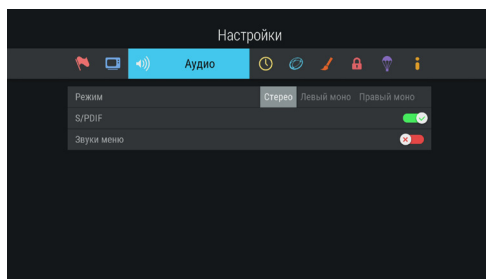 Настройки
Аудио
Режим Стерео Левый моно Правый моно
S/PDIF
Звуки меню